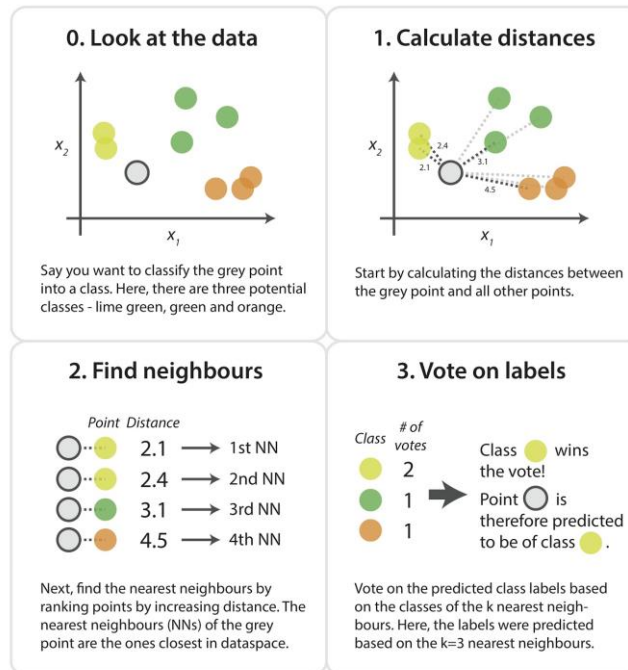 0. Look at the data
x2
x1
Say you want to classify the grey point
into a class. Here, there are three potential
classes - lime green, green and orange.
1. Calculate distances
x2
2.4
2.1
3.1
4.5
x1
Start by calculating the distances between
the grey point and all other points.
2. Find neighbours
Point Distance
2.1 1st NN
2.4 2nd NN
3.1 3rd NN
4.5 4th NN
Next, find the nearest neighbours by
ranking points by increasing distance. The
nearest neighbours (NNs) of the grey
point are the ones closest in dataspace.
3. Vote on labels
Class # of
votes
2
1
1
Class wins
the vote!
Point is
therefore predicted
to be of class .
Vote on the predicted class labels based
on the classes of the k nearest neigh-
bours. Here, the labels were predicted
based on the k=3 nearest neighbours.